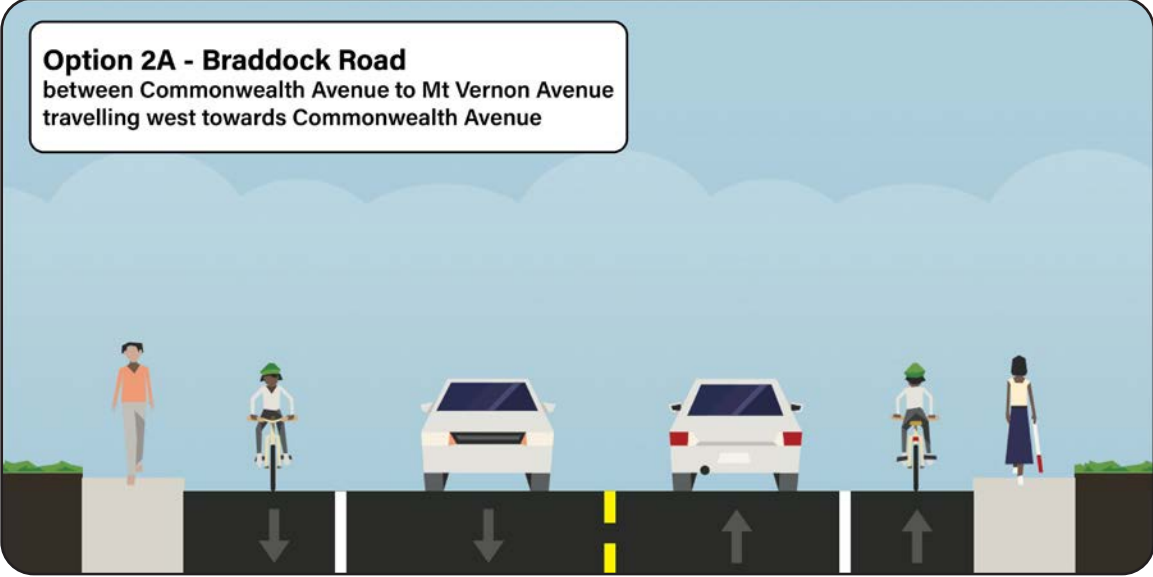 Option 2A - Braddock Road
between Commonwealth Avenue to Mt Vernon Avenue
travelling west towards Commonwealth Avenue